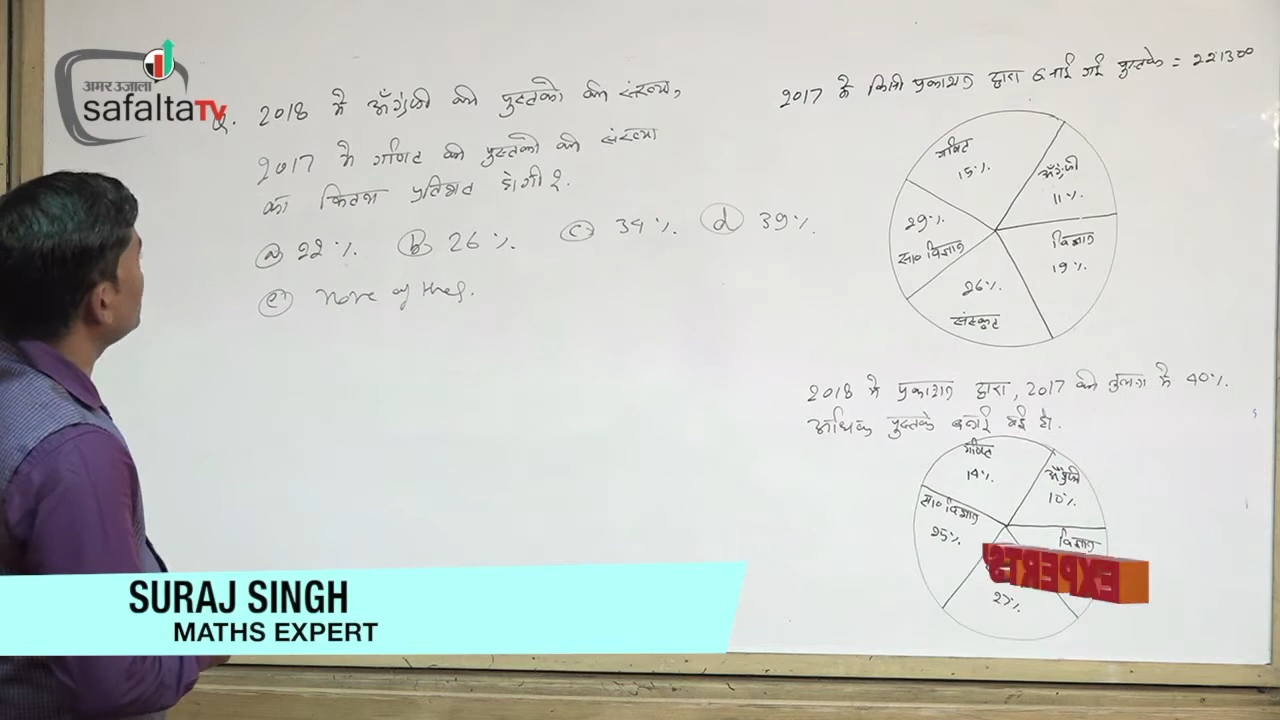 अमर उजाला
safalta TV
Q. 2018 मे अँग्रेजी की पुस्तको की संख्या,
2017 मे गणित की पुस्तको की संख्या
का कितना प्रतिशत होगी?
(a) 22% (b) 26% (c) 34% (d) 39%
(e) None of these.
2017 मे किसी प्रकाशन द्वारा बनाई गई पुस्तके = 221300
गणित
15%
अँग्रेजी
11%
29%
सा० विज्ञान
विज्ञान
19%
26%
संस्कृत
2018 मे प्रकाशन द्वारा, 2017 की तुलना मे 40%
अधिक पुस्तके बनाई गई हो.
गणित
14%
अँग्रेजी
10%
सा० विज्ञान
25%
विज्ञान
27%
EXPERTS'
SURAJ SINGH
MATHS EXPERT